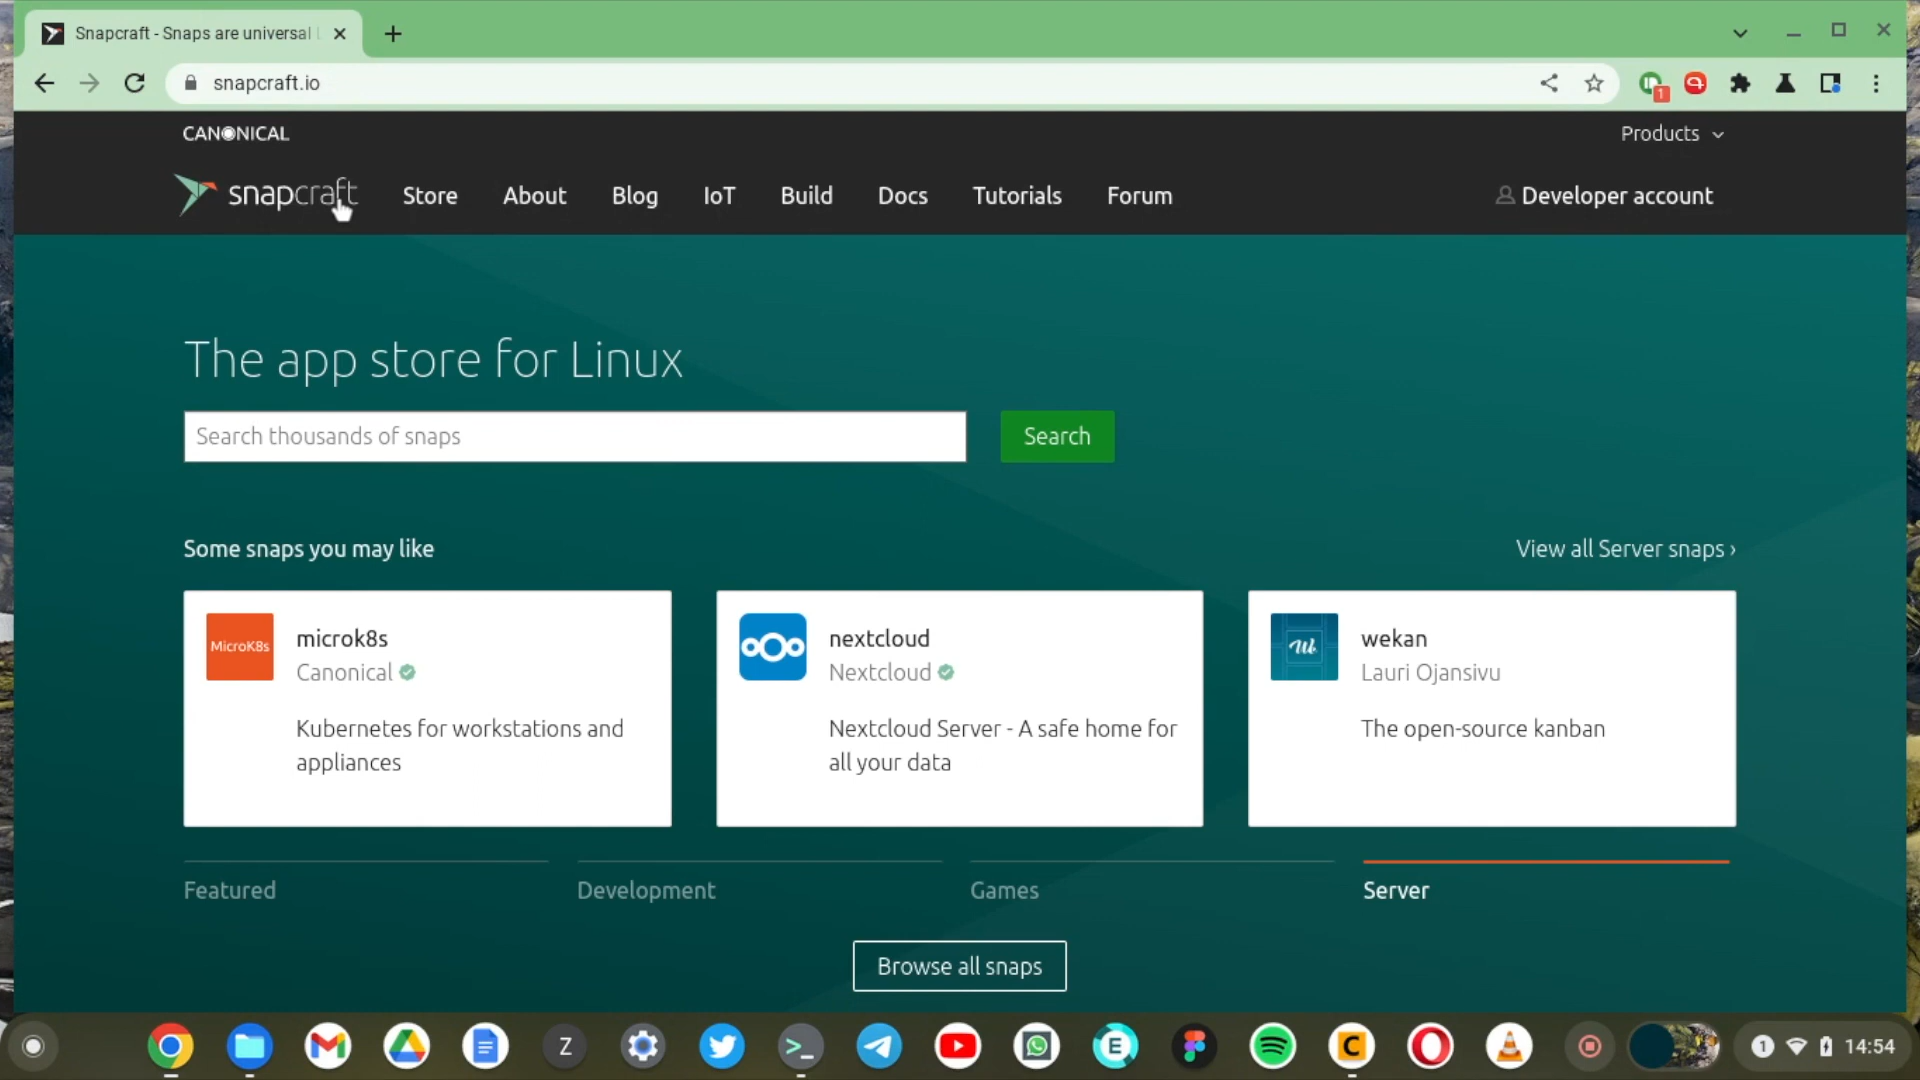 Snapcraft - Snaps are universal
snapcraft.io
1
CANONICAL
Products
snapcraft
Store
About
Blog
IoT
Build
Docs
Tutorials
Forum
Developer account
The app store for Linux
Search thousands of snaps
Search
Some snaps you may like
View all Server snaps ›
MicroK8s
microk8s
Canonical
Kubernetes for workstations and
appliances
nextcloud
Nextcloud
Nextcloud Server - A safe home for
all your data
wekan
Lauri Ojansivu
The open-source kanban
Featured
Development
Games
Server
Browse all snaps
Z
>_
E
C
1
14:54